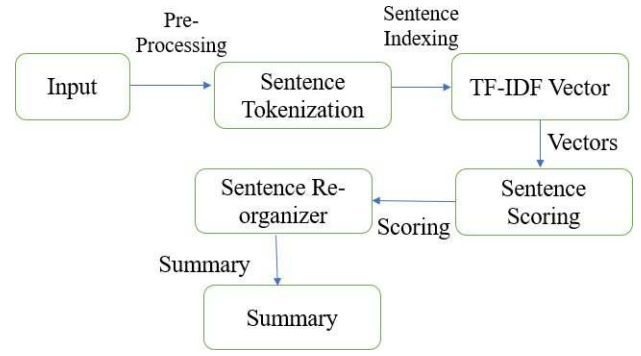 Pre-
Processing
Sentence
Indexing
Input
Sentence
Tokenization
TF-IDF Vector
Vectors
Sentence Re-
organizer
Sentence
Scoring
Scoring
Summary
Summary